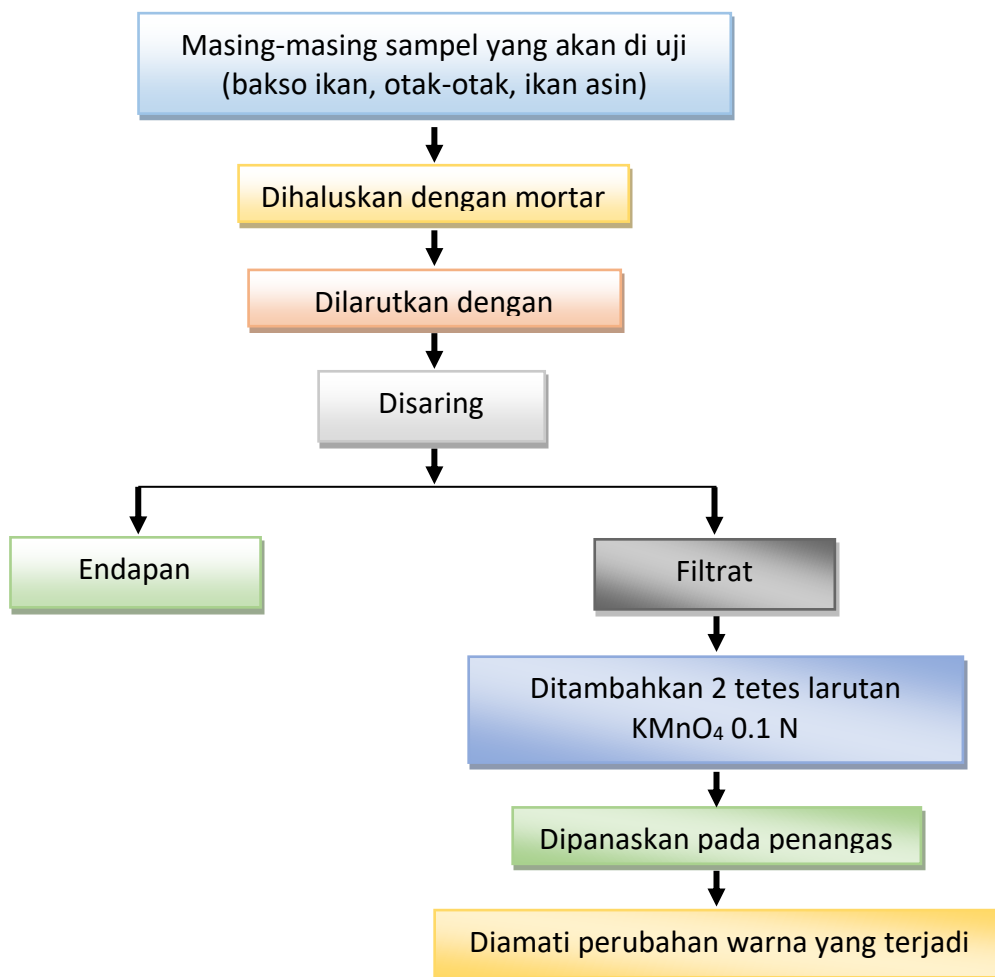 Masing-masing sampel yang akan di uji
(bakso ikan, otak-otak, ikan asin)
Dihaluskan dengan mortar
Dilarutkan dengan
Disaring
Endapan
Filtrat
Ditambahkan 2 tetes larutan
KMnO₄ 0.1 N
Dipanaskan pada penangas
Diamati perubahan warna yang terjadi